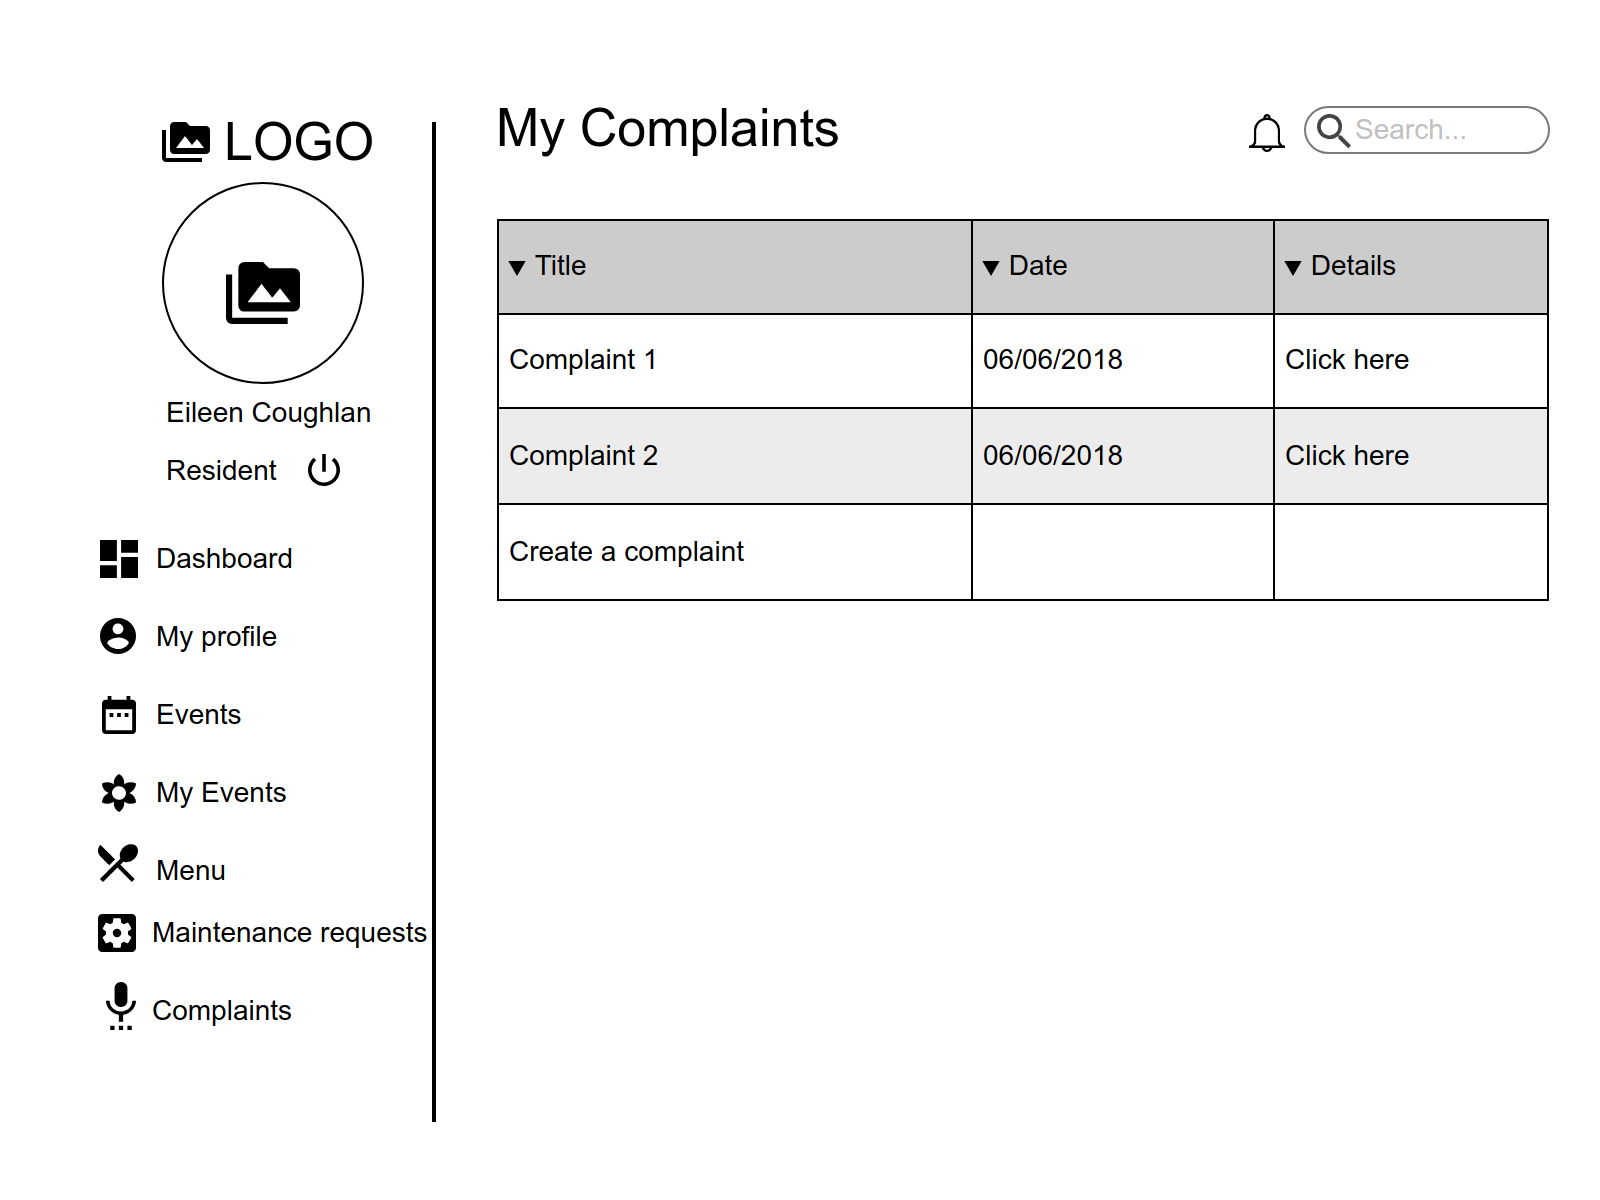 LOGO
Eileen Coughlan
Resident
Dashboard
My profile
Events
My Events
Menu
Maintenance requests
Complaints
My Complaints
Search...
Title Date Details
Complaint 1 06/06/2018 Click here
Complaint 2 06/06/2018 Click here
Create a complaint